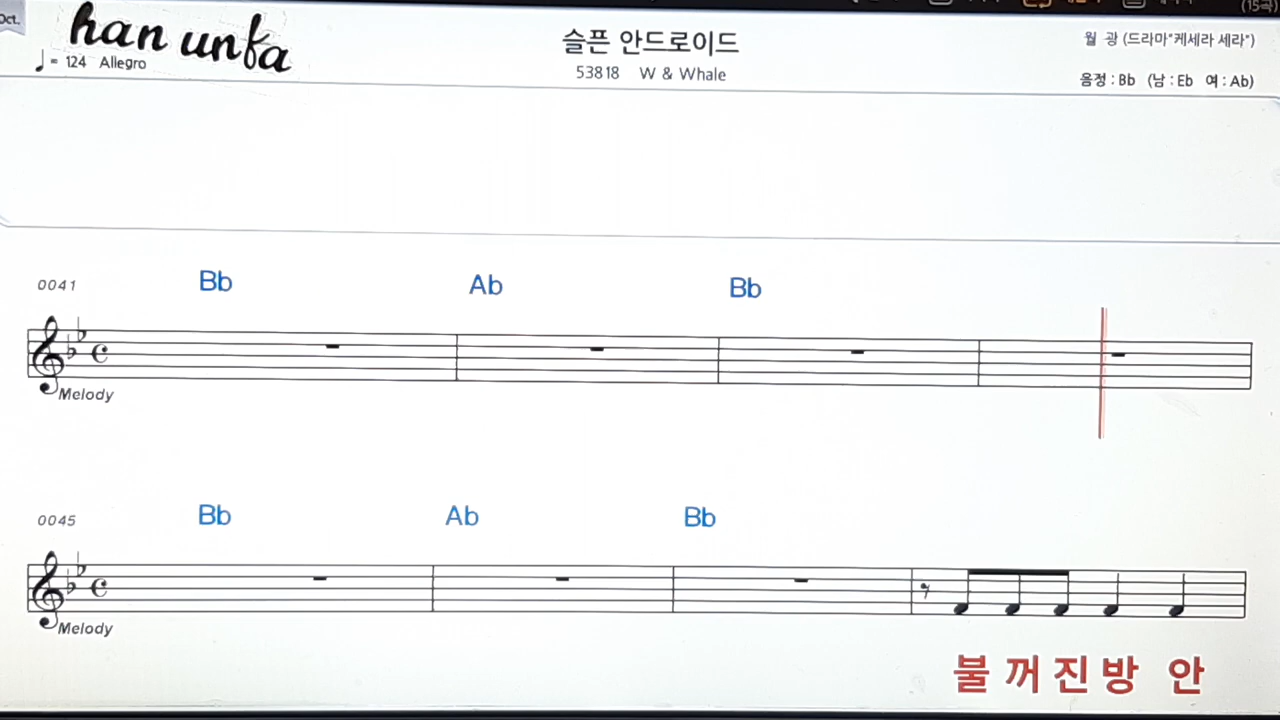 Oct.
han unfa
♩ = 124 Allegro
슬픈 안드로이드
53818 W & Whale
월 광 (드라마"케세라 세라")
음정 : Bb (남 : Eb 여 : Ab)
0041 Bb Ab Bb
Melody
0045 Bb Ab Bb
Melody
불 꺼 진 방 안